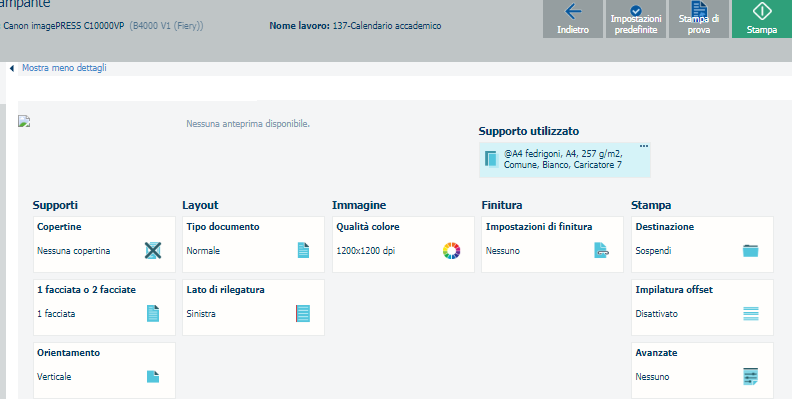 ampante
Canon imagePRESS C10000VP (B4000 V1 (Fiery))
Nome lavoro: 137-Calendario accademico
Indietro
Impostazioni
predefinite
Stampa di
prova
Stampa
Mostra meno dettagli
Nessuna anteprima disponibile.
Supporto utilizzato
@A4 fedrigoni, A4, 257 g/m2,
Comune, Bianco, Caricatore 7
Supporti
Layout
Immagine
Finitura
Stampa
Copertine
Nessuna copertina
Tipo documento
Normale
Qualità colore
1200x1200 dpi
Impostazioni di finitura
Nessuno
Destinazione
Sospendi
1 facciata o 2 facciate
1 facciata
Lato di rilegatura
Sinistra
Impilatura offset
Disattivato
Orientamento
Verticale
Avanzate
Nessuno